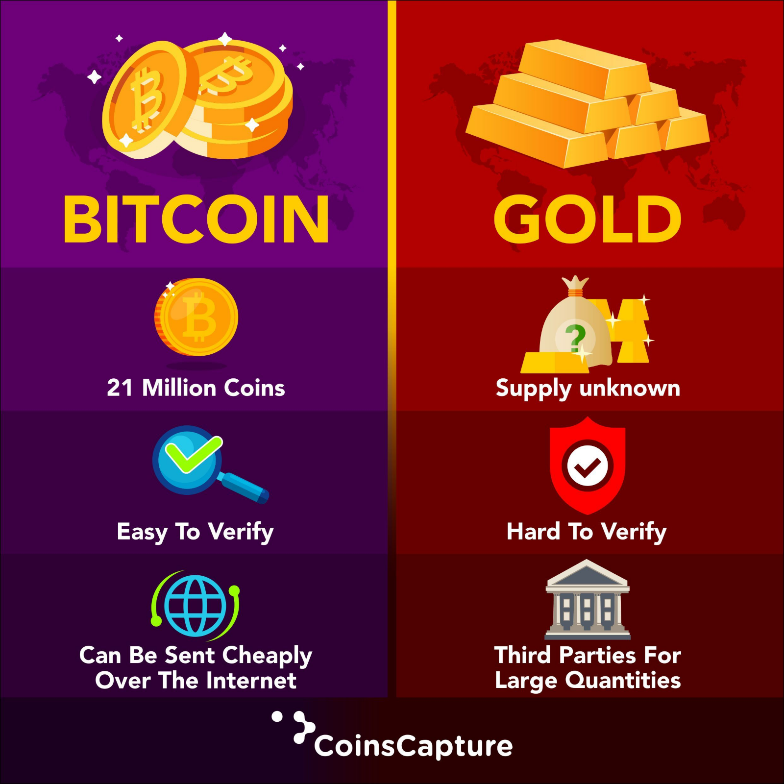 BITCOIN
GOLD
21 Million Coins
Supply unknown
Easy To Verify
Hard To Verify
Can Be Sent Cheaply
Over The Internet
Third Parties For
Large Quantities
CoinsCapture